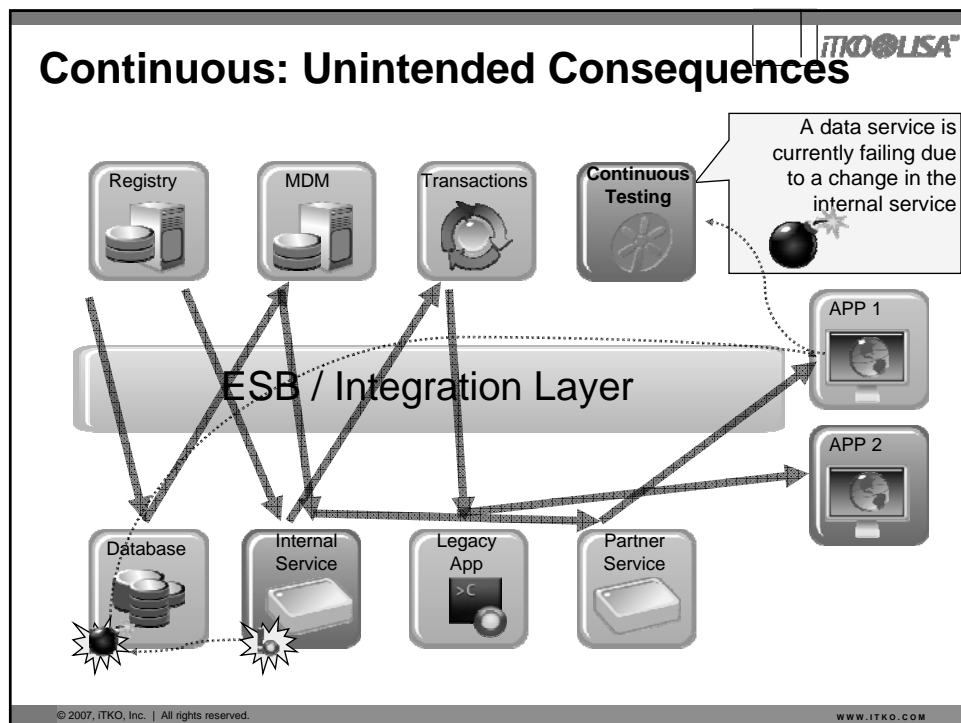 iTKO LISA™
Continuous: Unintended Consequences
A data service is
currently failing due
to a change in the
internal service
Registry
MDM
Transactions
Continuous
Testing
APP 1
ESB / Integration Layer
APP 2
Database
Internal
Service
Legacy
App
Partner
Service
>C
© 2007, iTKO, Inc. | All rights reserved.
WWW.ITKO.COM